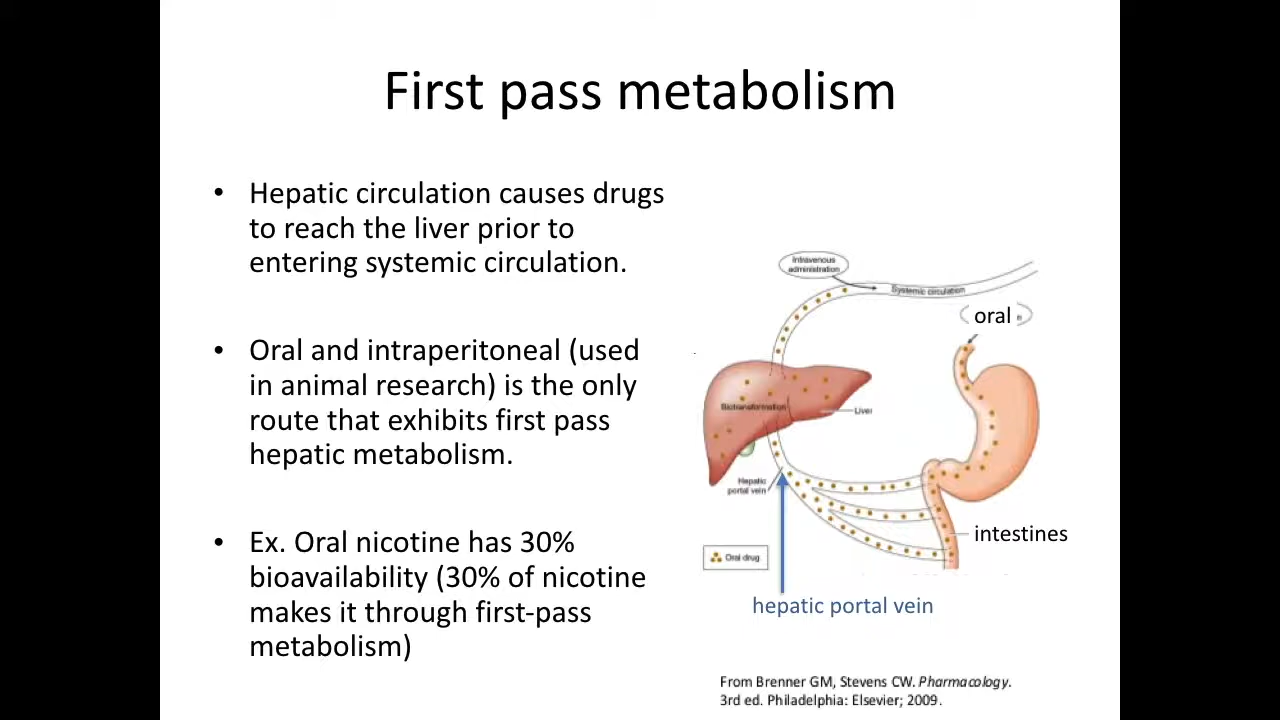 First pass metabolism
• Hepatic circulation causes drugs
to reach the liver prior to
entering systemic circulation.
• Oral and intraperitoneal (used
in animal research) is the only
route that exhibits first pass
hepatic metabolism.
• Ex. Oral nicotine has 30%
bioavailability (30% of nicotine
makes it through first-pass
metabolism)
Intravenous
administration
Systemic circulation
oral
Biotransformation
Liver
Hepatic
portal vein
intestines
Oral drug
hepatic portal vein
From Brenner GM, Stevens CW. Pharmacology.
3rd ed. Philadelphia: Elsevier; 2009.